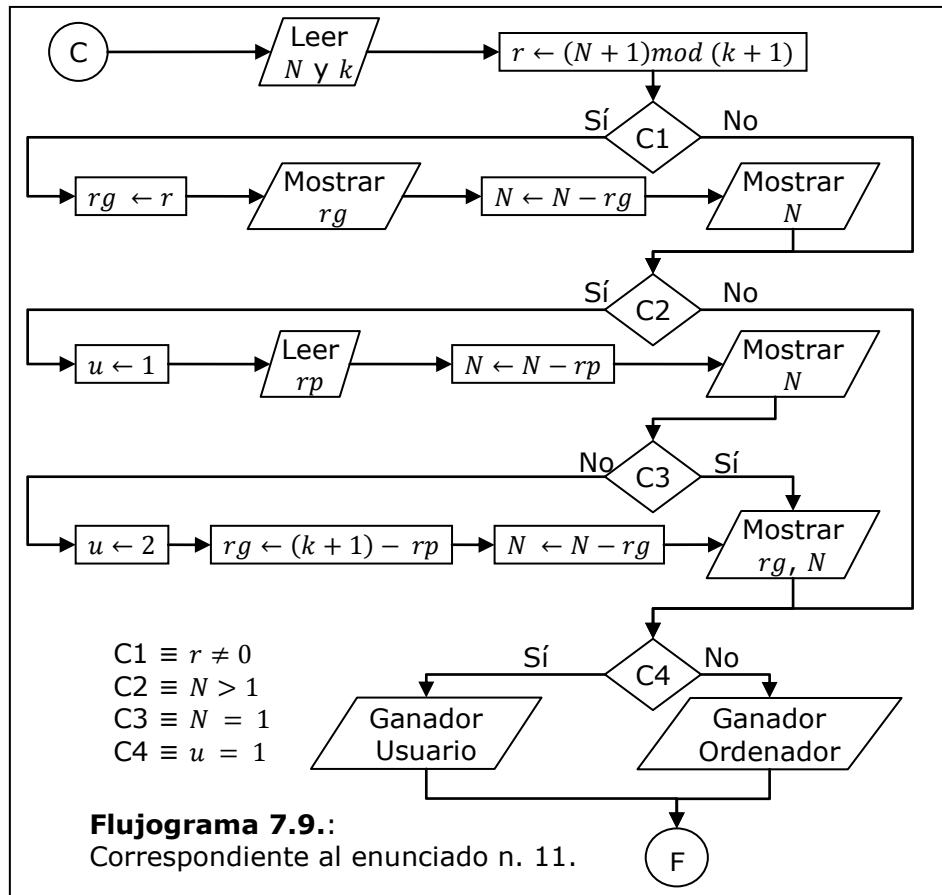 C
Leer
N y k
r ← (N + 1)mod (k + 1)
Sí
C1
No
rg ← r
Mostrar
rg
N ← N − rg
Mostrar
N
Sí
C2
No
u ← 1
Leer
rp
N ← N − rp
Mostrar
N
No
C3
Sí
u ← 2
rg ← (k + 1) − rp
N ← N − rg
Mostrar
rg, N
C1 ≡ r ≠ 0
C2 ≡ N > 1
C3 ≡ N = 1
C4 ≡ u = 1
Sí
C4
No
Ganador
Usuario
Ganador
Ordenador
Flujograma 7.9.:
Correspondiente al enunciado n. 11.
F